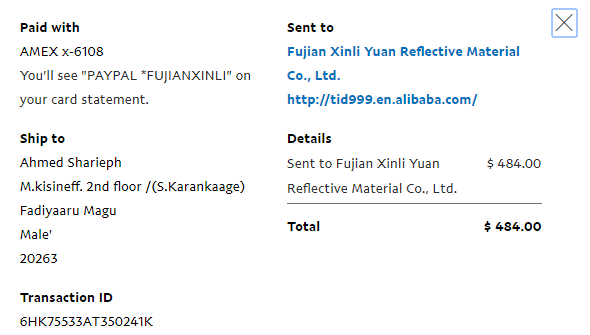 Paid with
AMEX x-6108
You'll see "PAYPAL *FUJIANXINLI" on
your card statement.
Ship to
Ahmed Sharieph
M.kisineff. 2nd floor /(S.Karankaage)
Fadiyaaru Magu
Male'
20263
Transaction ID
6HK75533AT350241K
Sent to
Fujian Xinli Yuan Reflective Material
Co., Ltd.
http://tid999.en.alibaba.com/
Details
Sent to Fujian Xinli Yuan $ 484.00
Reflective Material Co., Ltd.
Total $ 484.00